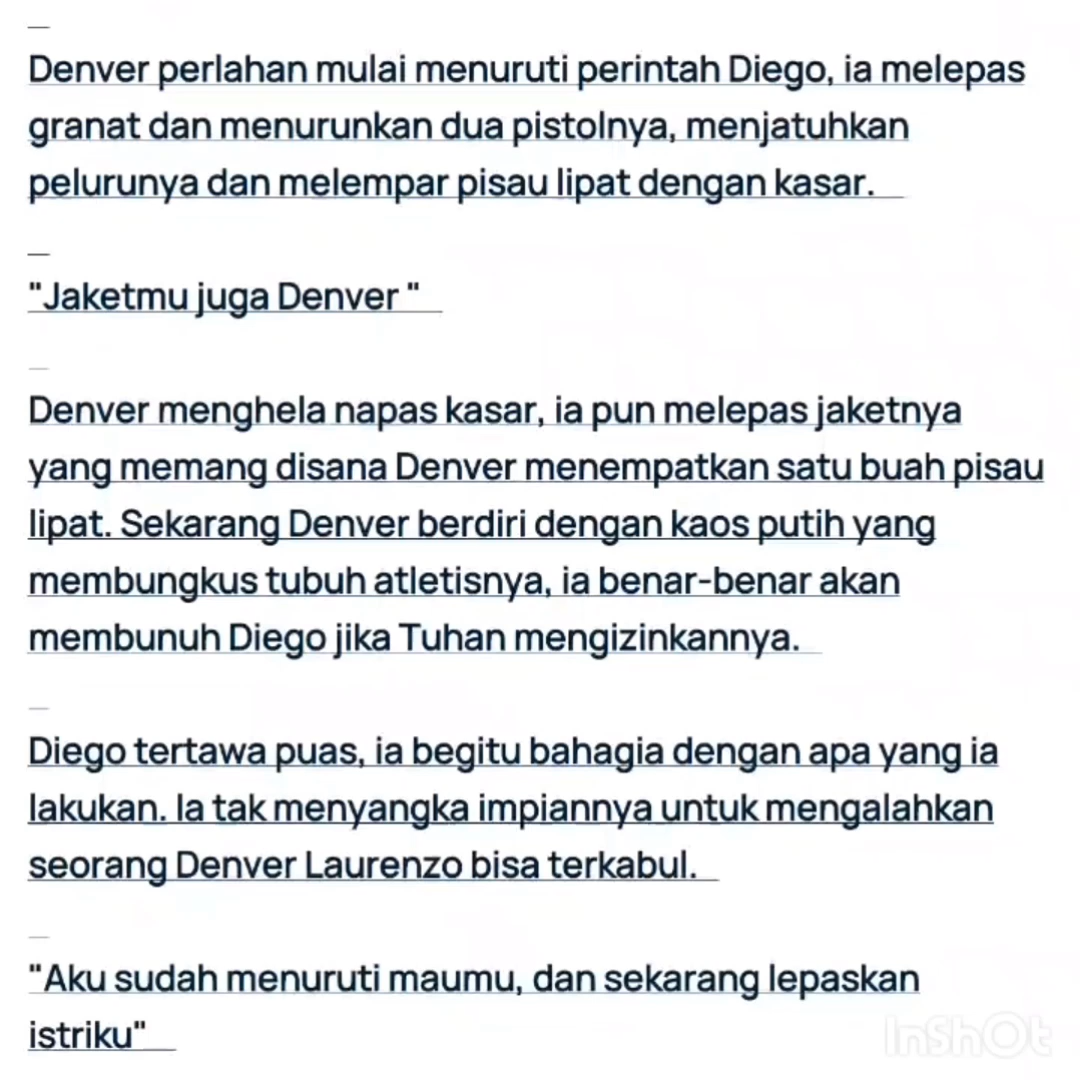 Denver perlahan mulai menuruti perintah Diego, ia melepas
granat dan menurunkan dua pistolnya, menjatuhkan
pelurunya dan melempar pisau lipat dengan kasar.
"Jaketmu juga Denver "
Denver menghela napas kasar, ia pun melepas jaketnya
yang memang disana Denver menempatkan satu buah pisau
lipat. Sekarang Denver berdiri dengan kaos putih yang
membungkus tubuh atletisnya, ia benar-benar akan
membunuh Diego jika Tuhan mengizinkannya.
Diego tertawa puas, ia begitu bahagia dengan apa yang ia
lakukan. Ia tak menyangka impiannya untuk mengalahkan
seorang Denver Laurenzo bisa terkabul.
"Aku sudah menuruti maumu, dan sekarang lepaskan
istriku"
InShOt